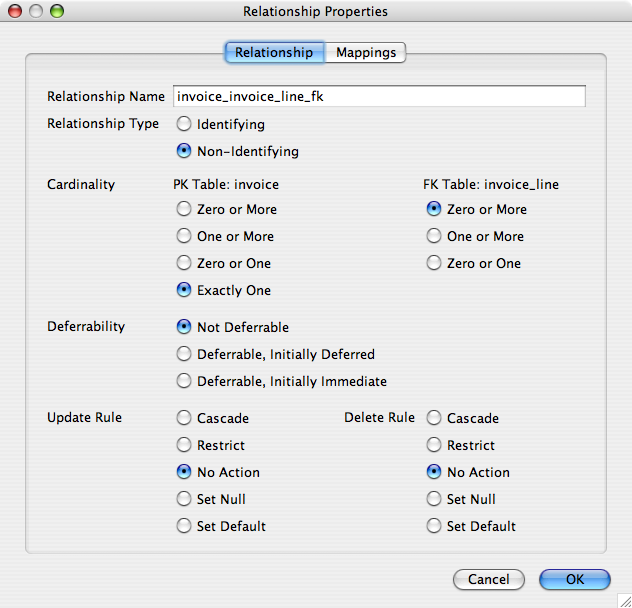 Relationship Properties
Relationship Mappings
Relationship Name invoice_invoice_line_fk
Relationship Type Identifying
Non-Identifying
Cardinality PK Table: invoice FK Table: invoice_line
Zero or More Zero or More
One or More One or More
Zero or One Zero or One
Exactly One
Deferrability Not Deferrable
Deferrable, Initially Deferred
Deferrable, Initially Immediate
Update Rule Cascade Delete Rule Cascade
Restrict Restrict
No Action No Action
Set Null Set Null
Set Default Set Default
Cancel OK